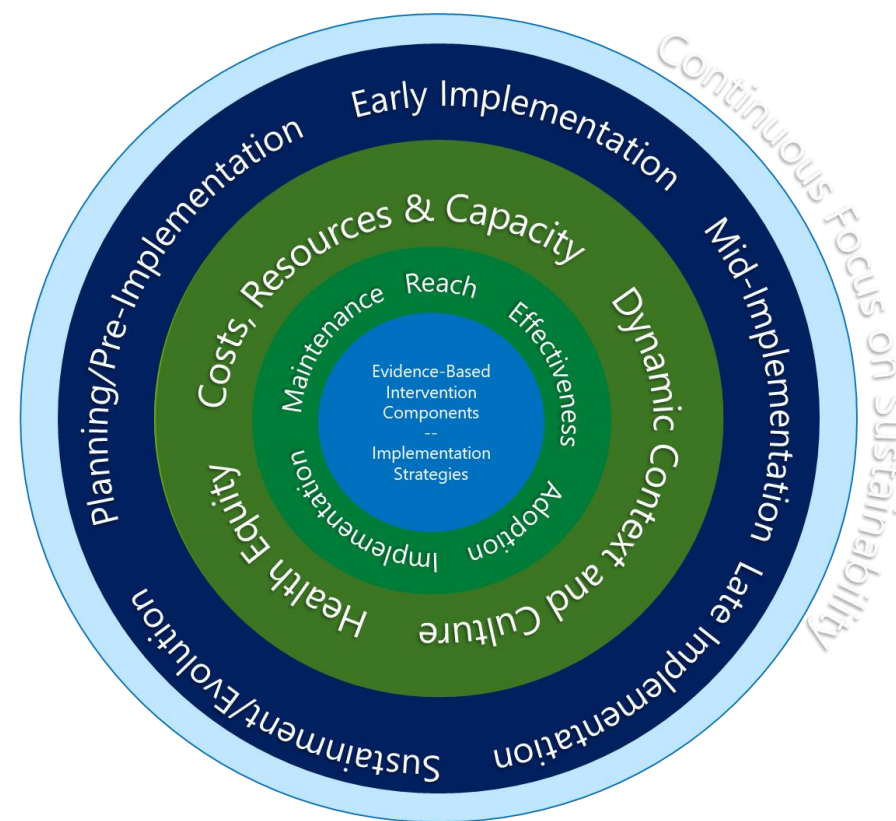 Continuous Focus on Sustainability
Planning/Pre-Implementation
Early Implementation
Mid-Implementation
Late Implementation
Sustainment/Evolution
Costs, Resources & Capacity
Dynamic Context and Culture
Health Equity
Reach
Effectiveness
Adoption
Implementation
Maintenance
Evidence-Based
Intervention
Components
--
Implementation
Strategies